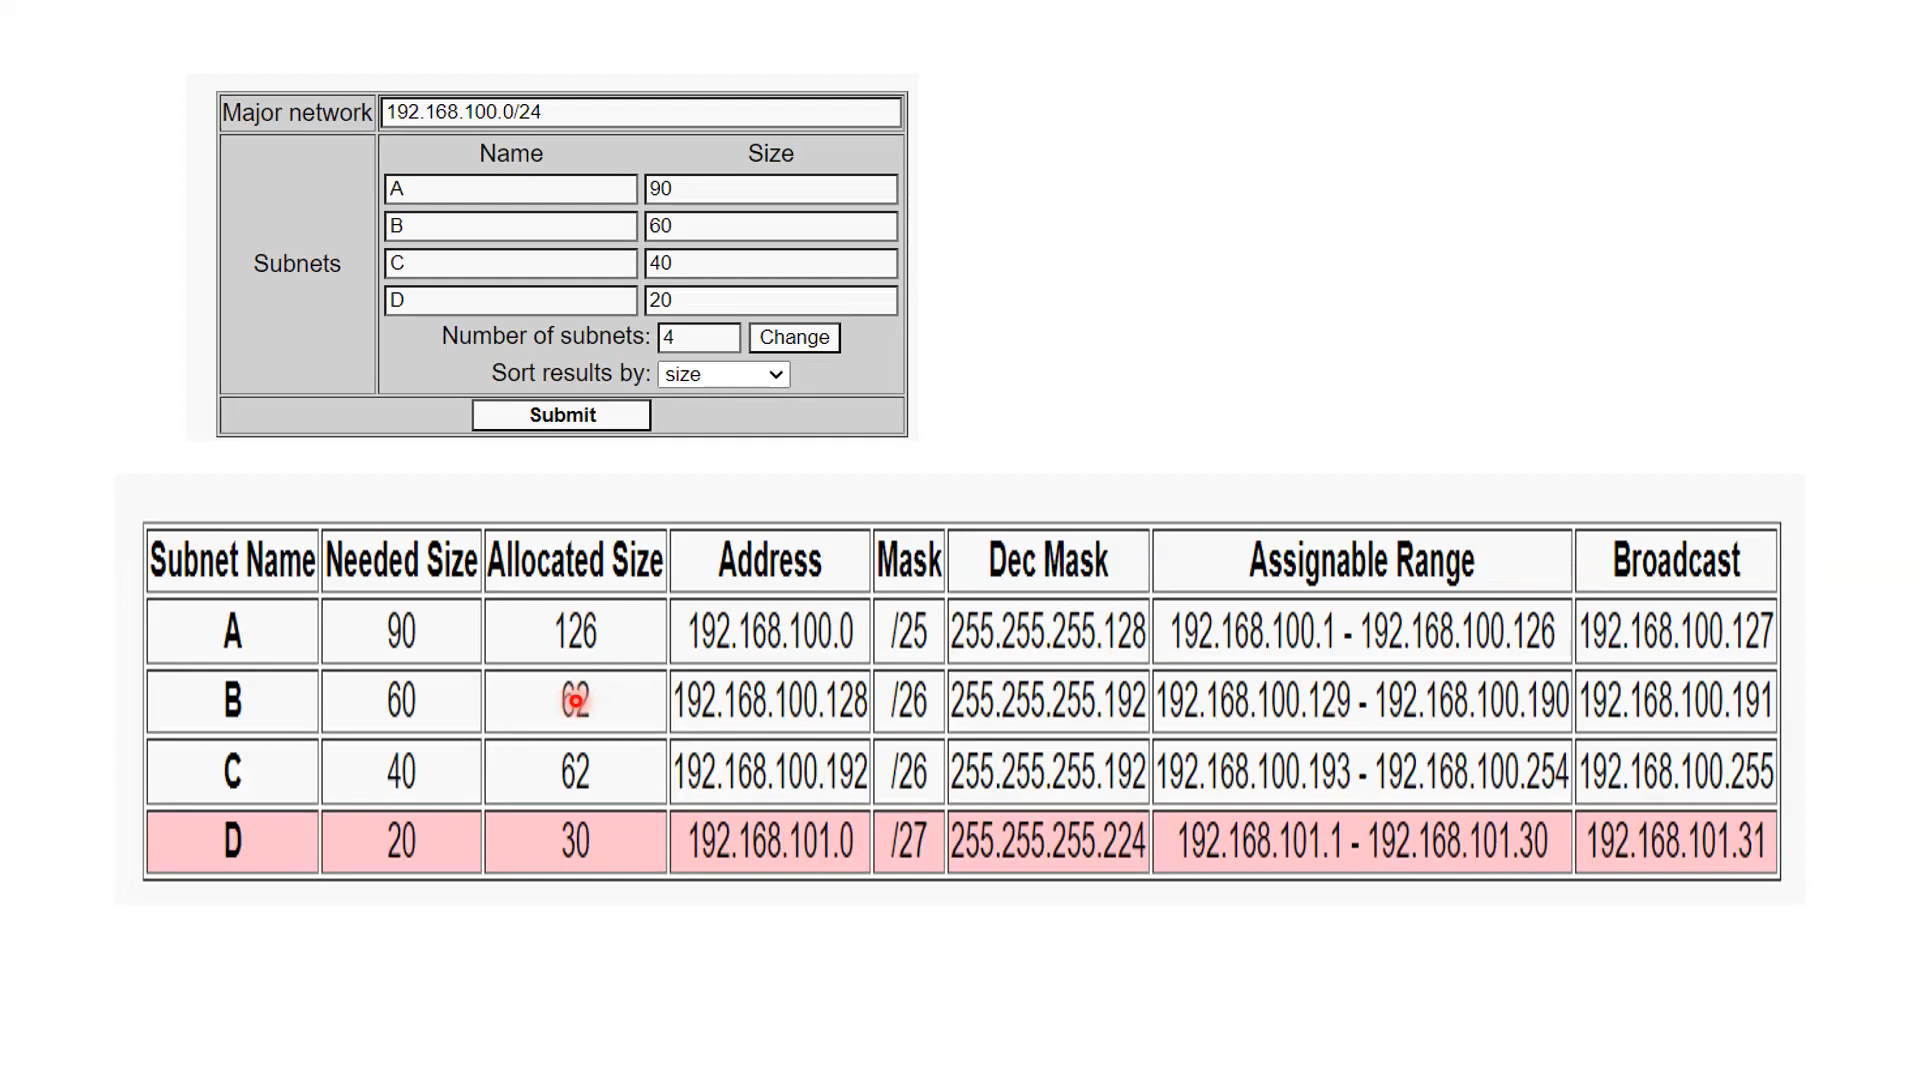 Major network 192.168.100.0/24
Name Size
Subnets
A 90
B 60
C 40
D 20
Number of subnets: 4 Change
Sort results by: size
Submit
Subnet Name Needed Size Allocated Size Address Mask Dec Mask Assignable Range Broadcast
A 90 126 192.168.100.0 /25 255.255.255.128 192.168.100.1 - 192.168.100.126 192.168.100.127
B 60 62 192.168.100.128 /26 255.255.255.192 192.168.100.129 - 192.168.100.190 192.168.100.191
C 40 62 192.168.100.192 /26 255.255.255.192 192.168.100.193 - 192.168.100.254 192.168.100.255
D 20 30 192.168.101.0 /27 255.255.255.224 192.168.101.1 - 192.168.101.30 192.168.101.31